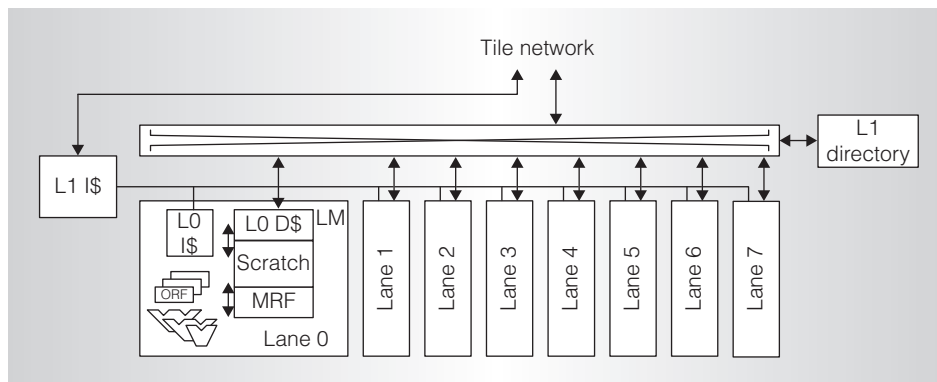 Tile network
L1
directory
L1 I$
L0
I$
L0 D$
LM
Scratch
ORF
MRF
Lane 0
Lane 1
Lane 2
Lane 3
Lane 4
Lane 5
Lane 6
Lane 7